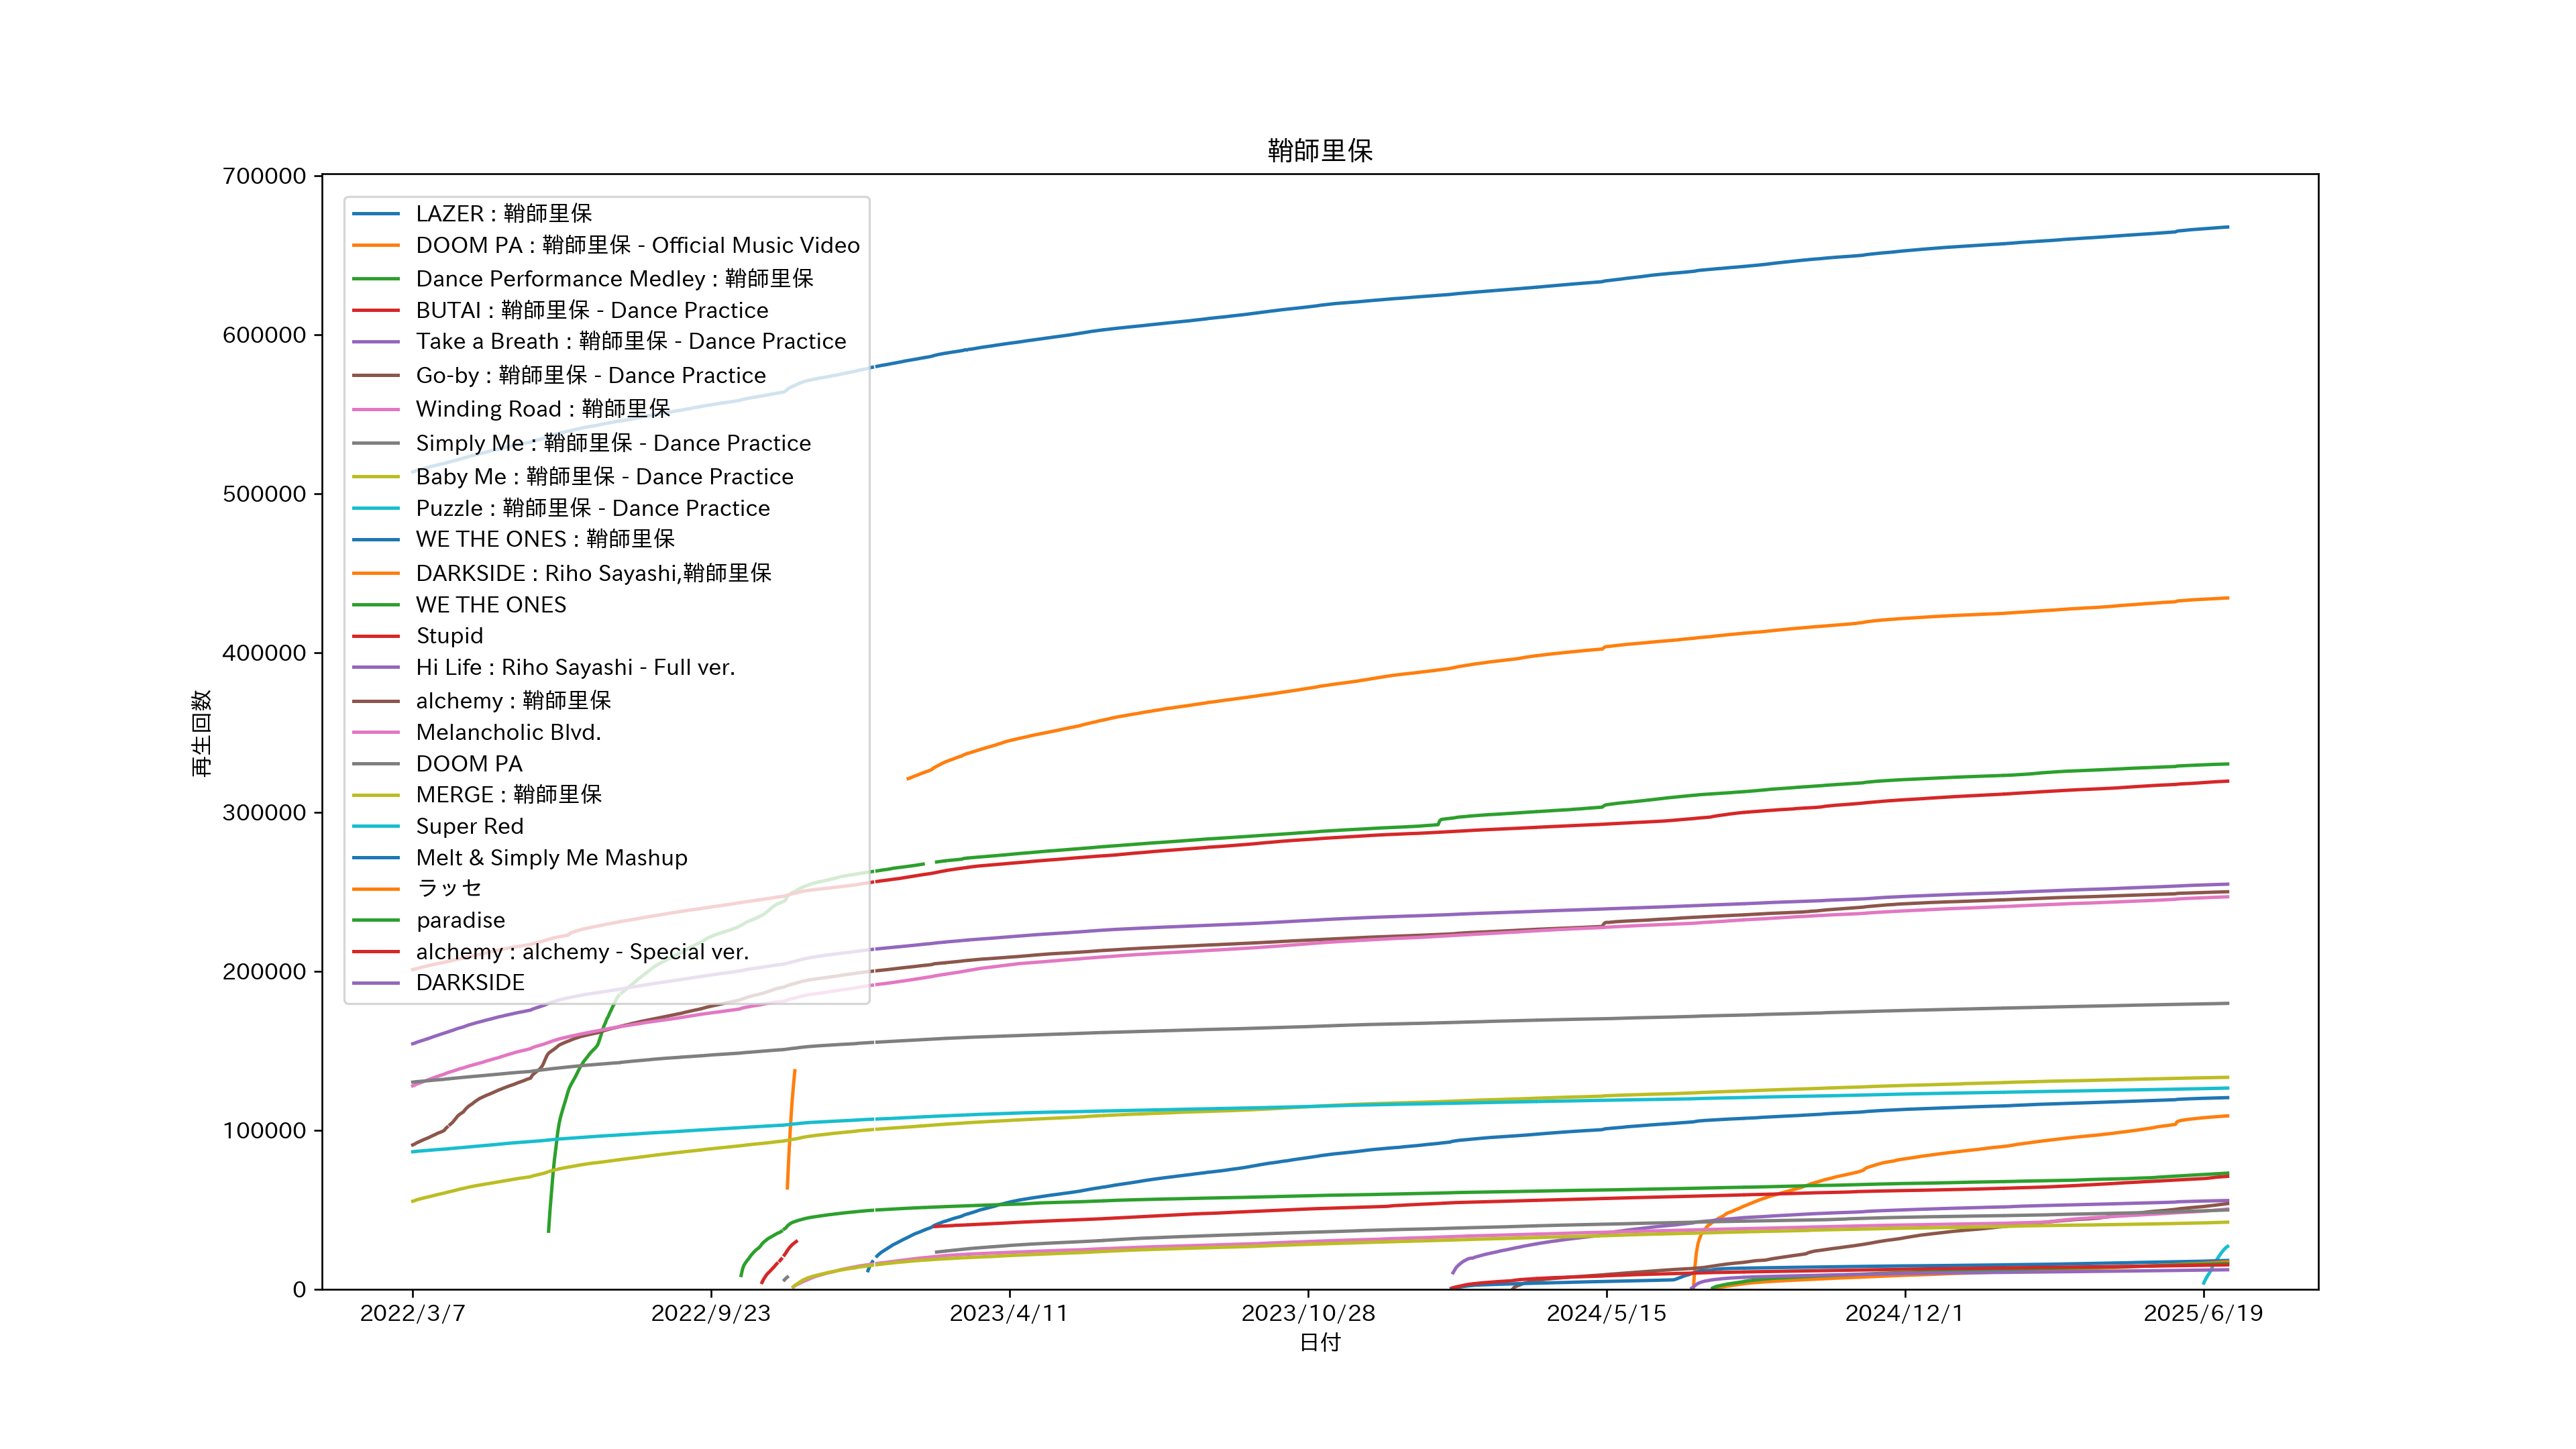 鞘師里保
700000
600000
500000
400000
300000
200000
100000
0
再生回数
LAZER : 鞘師里保
DOOM PA : 鞘師里保 - Official Music Video
Dance Performance Medley : 鞘師里保
BUTAI : 鞘師里保 - Dance Practice
Take a Breath : 鞘師里保 - Dance Practice
Go-by : 鞘師里保 - Dance Practice
Winding Road : 鞘師里保
Simply Me : 鞘師里保 - Dance Practice
Baby Me : 鞘師里保 - Dance Practice
Puzzle : 鞘師里保 - Dance Practice
WE THE ONES : 鞘師里保
DARKSIDE : Riho Sayashi,鞘師里保
WE THE ONES
Stupid
Hi Life : Riho Sayashi - Full ver.
alchemy : 鞘師里保
Melancholic Blvd.
DOOM PA
MERGE : 鞘師里保
Super Red
Melt & Simply Me Mashup
ラッセ
paradise
alchemy : alchemy - Special ver.
DARKSIDE
2022/3/7 2022/9/23 2023/4/11 2023/10/28 2024/5/15 2024/12/1 2025/6/19
日付